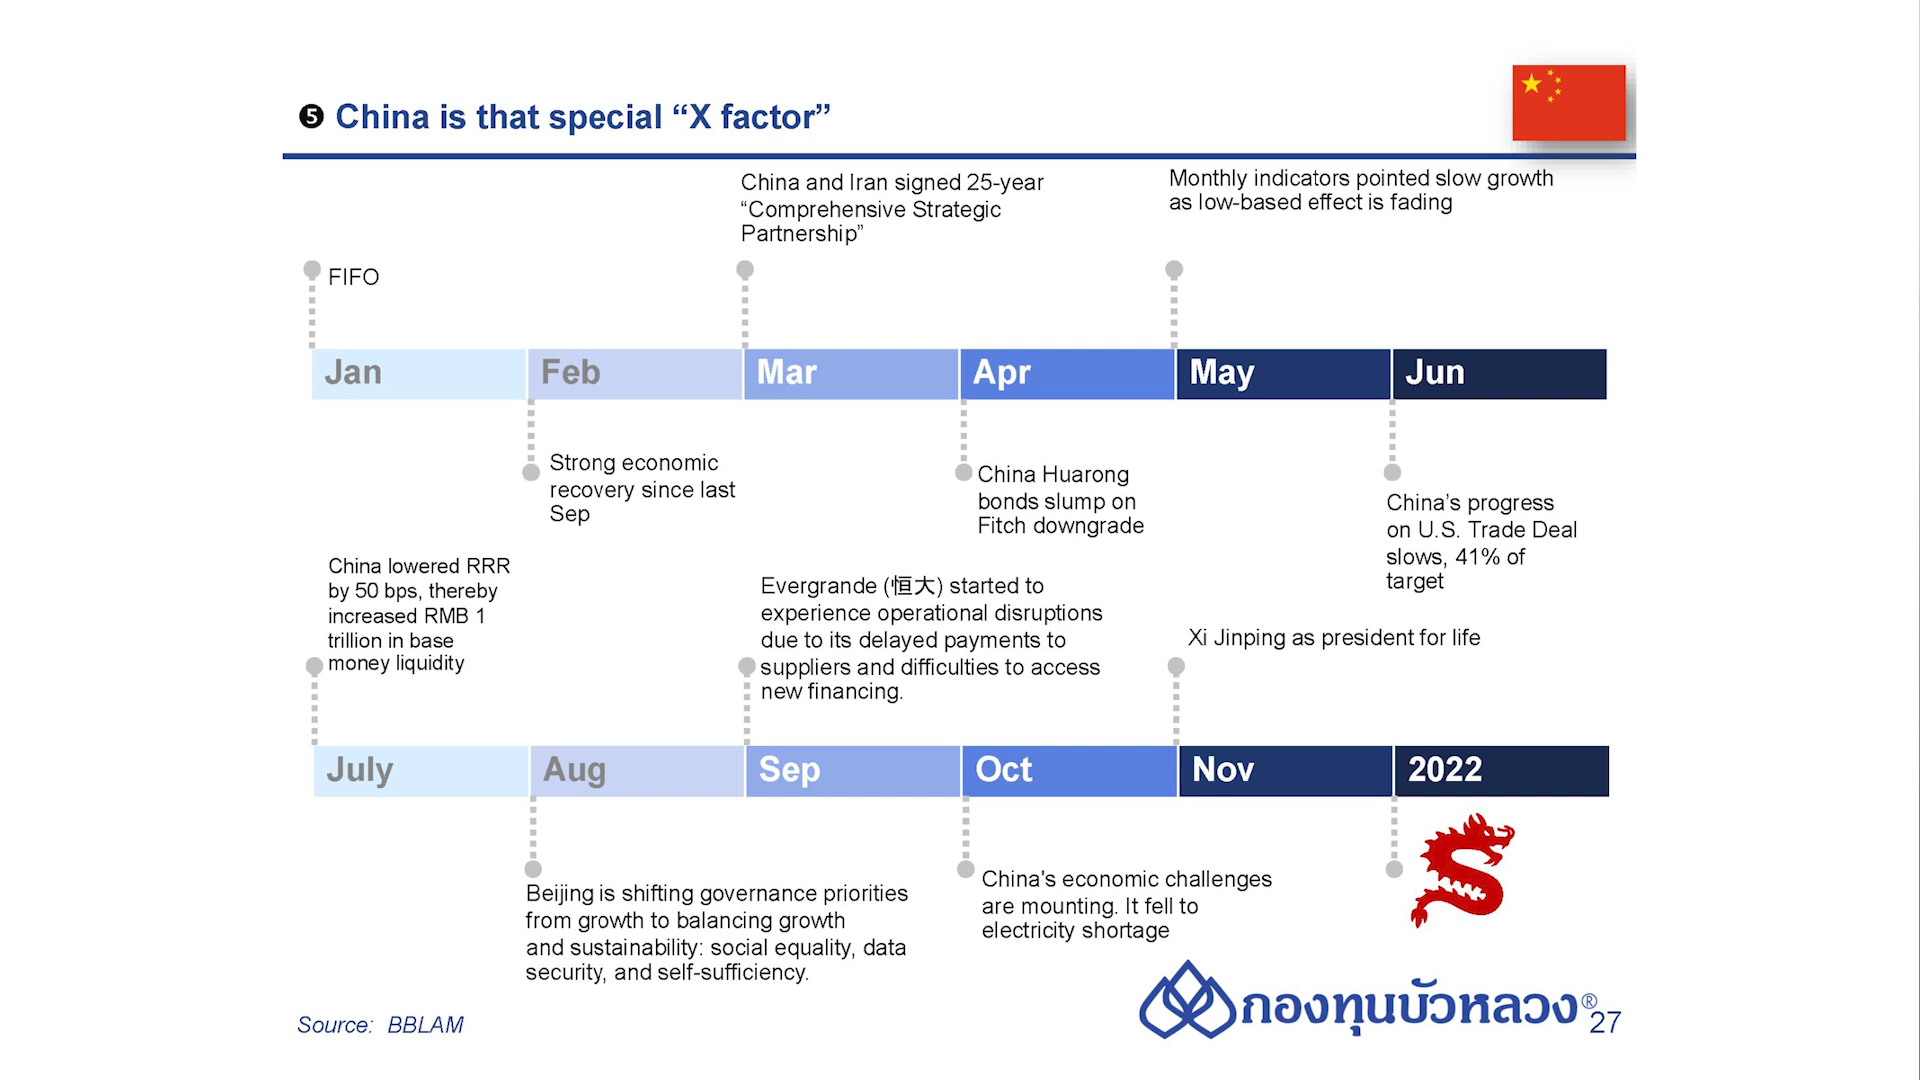 ❺ China is that special “X factor”
China and Iran signed 25-year
“Comprehensive Strategic
Partnership”
Monthly indicators pointed slow growth
as low-based effect is fading
FIFO
Jan
Feb
Mar
Apr
May
Jun
Strong economic
recovery since last
Sep
China Huarong
bonds slump on
Fitch downgrade
China’s progress
on U.S. Trade Deal
slows, 41% of
target
China lowered RRR
by 50 bps, thereby
increased RMB 1
trillion in base
money liquidity
Evergrande (恒大) started to
experience operational disruptions
due to its delayed payments to
suppliers and difficulties to access
new financing.
Xi Jinping as president for life
July
Aug
Sep
Oct
Nov
2022
Beijing is shifting governance priorities
from growth to balancing growth
and sustainability: social equality, data
security, and self-sufficiency.
China's economic challenges
are mounting. It fell to
electricity shortage
Source: BBLAM
กองทุนบัวหลวง®
27